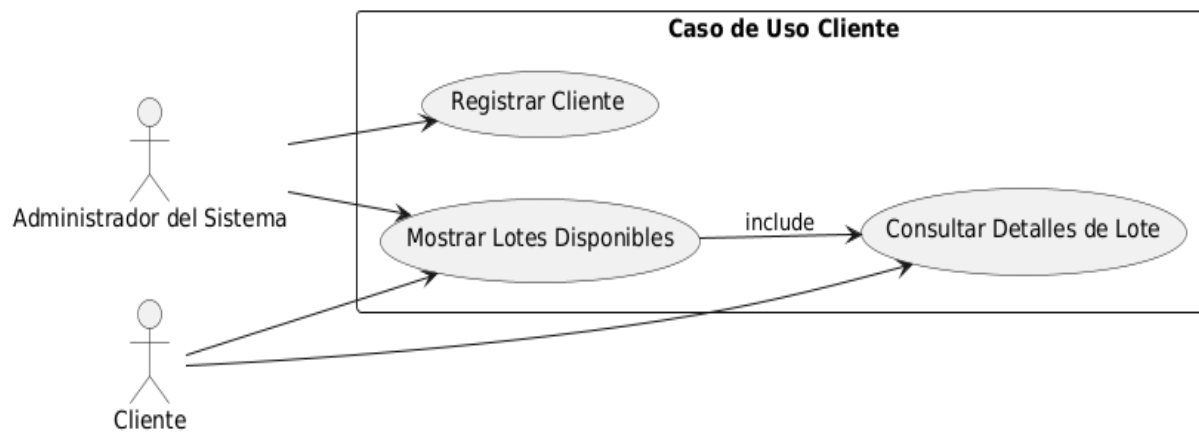 Caso de Uso Cliente
Registrar Cliente
Administrador del Sistema
Mostrar Lotes Disponibles
include
Consultar Detalles de Lote
Cliente